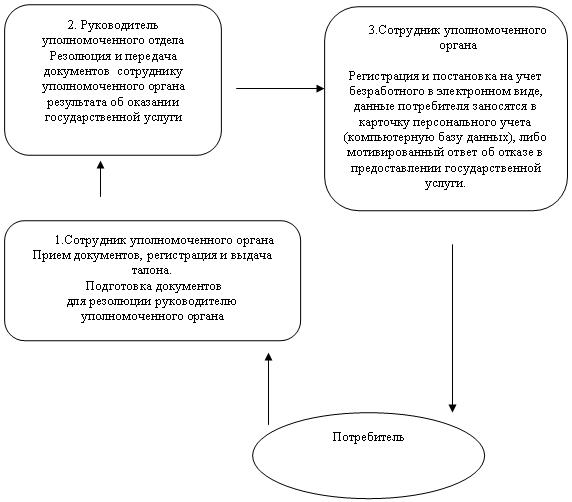 2. Руководитель
уполномоченного отдела
Резолюция и передача
документов сотруднику
уполномоченного органа
результата об оказании
государственной услуги
3.Сотрудник уполномоченного
органа
Регистрация и постановка на учет
безработного в электронном виде,
данные потребителя заносятся в
карточку персонального учета
(компьютерную базу данных), либо
мотивированный ответ об отказе в
предоставлении государственной
услуги.
1.Сотрудник уполномоченного органа
Прием документов, регистрация и выдача
талона.
Подготовка документов
для резолюции руководителю
уполномоченного органа
Потребитель